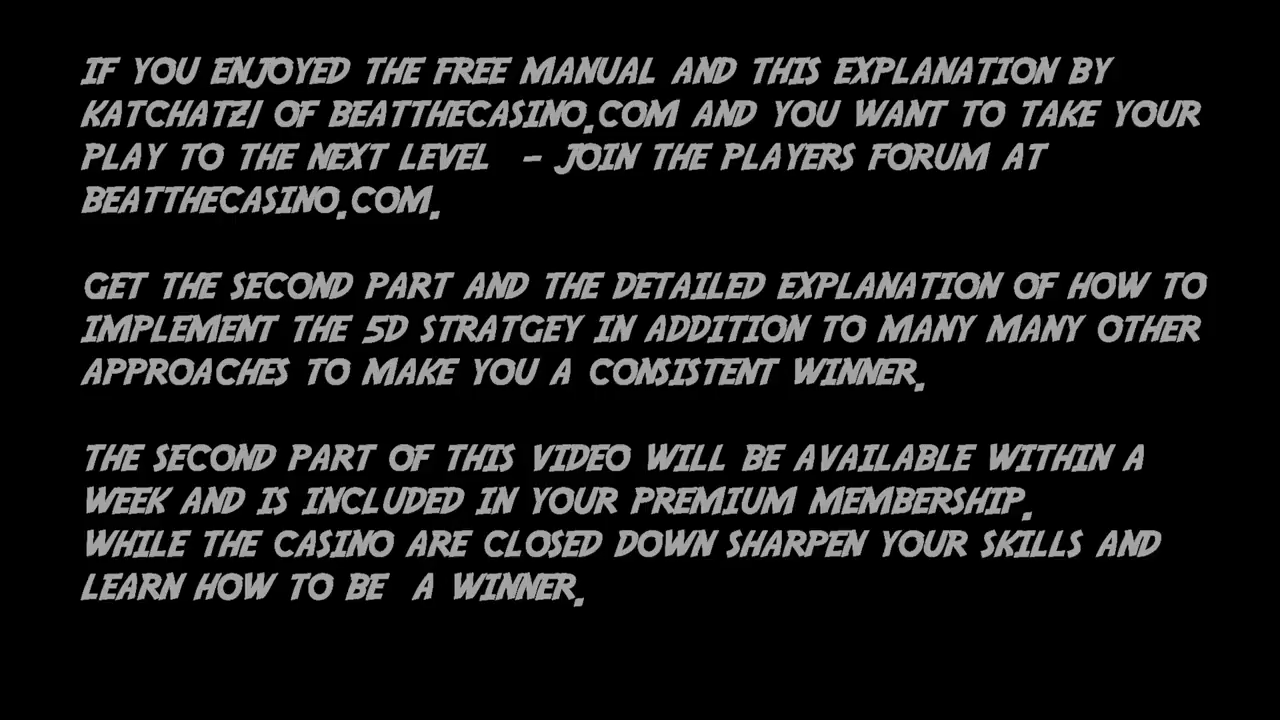 IF YOU ENJOYED THE FREE MANUAL AND THIS EXPLANATION BY
KATCHATZI OF BEATTHECASINO.COM AND YOU WANT TO TAKE YOUR
PLAY TO THE NEXT LEVEL - JOIN THE PLAYERS FORUM AT
BEATTHECASINO.COM.
GET THE SECOND PART AND THE DETAILED EXPLANATION OF HOW TO
IMPLEMENT THE 5D STRATGEY IN ADDITION TO MANY MANY OTHER
APPROACHES TO MAKE YOU A CONSISTENT WINNER.
THE SECOND PART OF THIS VIDEO WILL BE AVAILABLE WITHIN A
WEEK AND IS INCLUDED IN YOUR PREMIUM MEMBERSHIP.
WHILE THE CASINO ARE CLOSED DOWN SHARPEN YOUR SKILLS AND
LEARN HOW TO BE A WINNER.